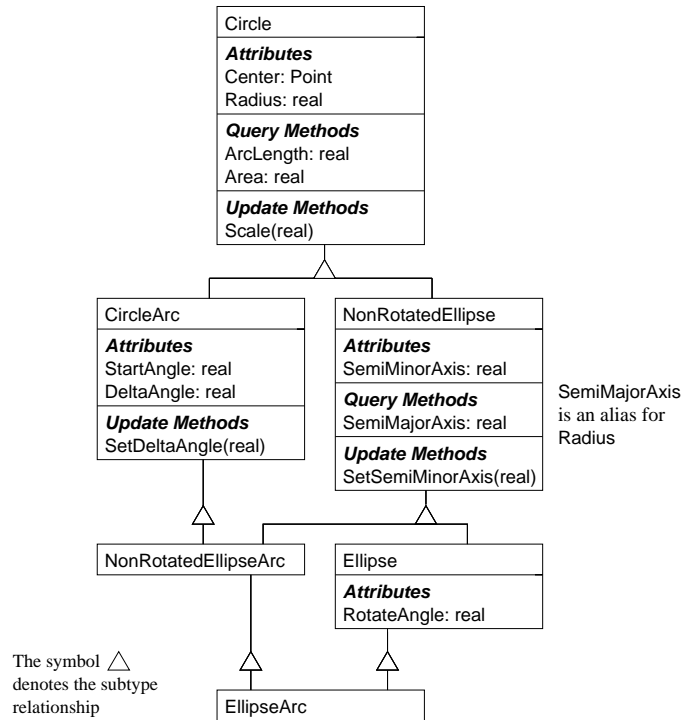 Circle
Attributes
Center: Point
Radius: real
Query Methods
ArcLength: real
Area: real
Update Methods
Scale(real)
CircleArc
Attributes
StartAngle: real
DeltaAngle: real
Update Methods
SetDeltaAngle(real)
NonRotatedEllipse
Attributes
SemiMinorAxis: real
Query Methods
SemiMajorAxis: real
Update Methods
SetSemiMinorAxis(real)
SemiMajorAxis
is an alias for
Radius
NonRotatedEllipseArc
Ellipse
Attributes
RotateAngle: real
The symbol
denotes the subtype
relationship
EllipseArc